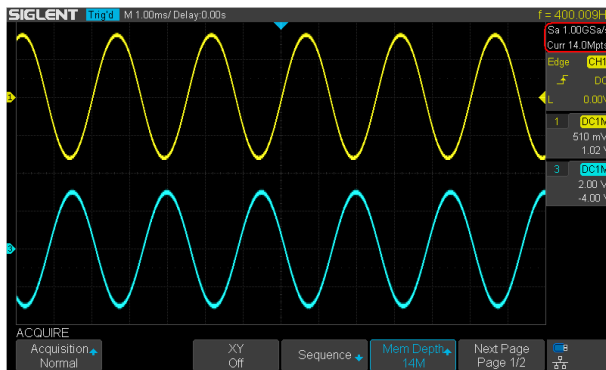 SIGLENT Trig'd M 1.00ms/ Delay:0.00s f = 400.009H
Sa 1.00GSa/s
Curr 14.0Mpts
Edge CH1
DC
L 0.00V
1 DC1M
510 mV
1.02 V
3 DC1M
2.00 V
-4.00 V
1
3
ACQUIRE
Acquisition Normal
XY Off
Sequence
Mem Depth 14M
Next Page Page 1/2